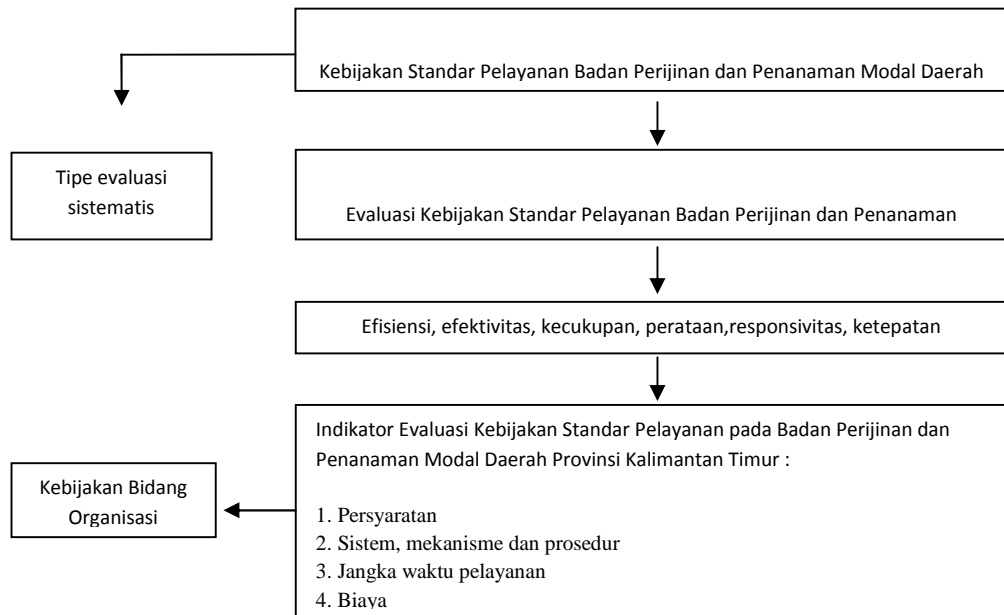 Kebijakan Standar Pelayanan Badan Perijinan dan Penanaman Modal Daerah
Tipe evaluasi
sistematis
Evaluasi Kebijakan Standar Pelayanan Badan Perijinan dan Penanaman
Efisiensi, efektivitas, kecukupan, perataan,responsivitas, ketepatan
Indikator Evaluasi Kebijakan Standar Pelayanan pada Badan Perijinan dan
Penanaman Modal Daerah Provinsi Kalimantan Timur :
Kebijakan Bidang
Organisasi
1. Persyaratan
2. Sistem, mekanisme dan prosedur
3. Jangka waktu pelayanan
4. Biaya